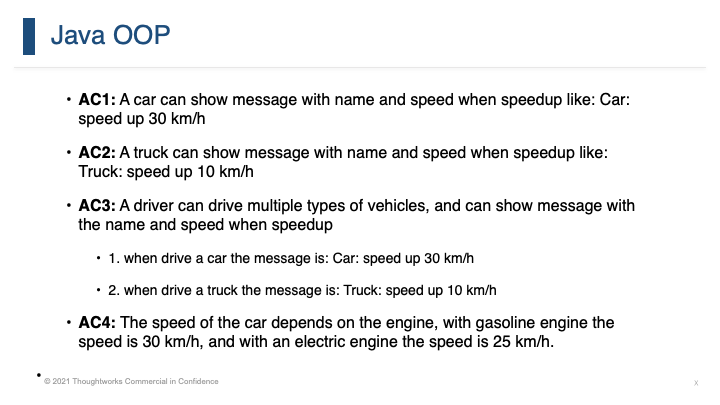 Java OOP
• AC1: A car can show message with name and speed when speedup like: Car:
speed up 30 km/h
• AC2: A truck can show message with name and speed when speedup like:
Truck: speed up 10 km/h
• AC3: A driver can drive multiple types of vehicles, and can show message with
the name and speed when speedup
• 1. when drive a car the message is: Car: speed up 30 km/h
• 2. when drive a truck the message is: Truck: speed up 10 km/h
• AC4: The speed of the car depends on the engine, with gasoline engine the
speed is 30 km/h, and with an electric engine the speed is 25 km/h.
• © 2021 Thoughtworks Commercial in Confidence
x